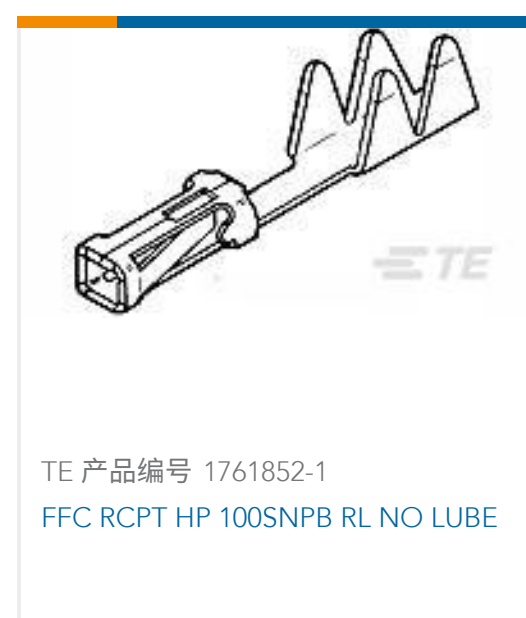 TE
TE 产品编号 1761852-1
FFC RCPT HP 100SNPB RL NO LUBE